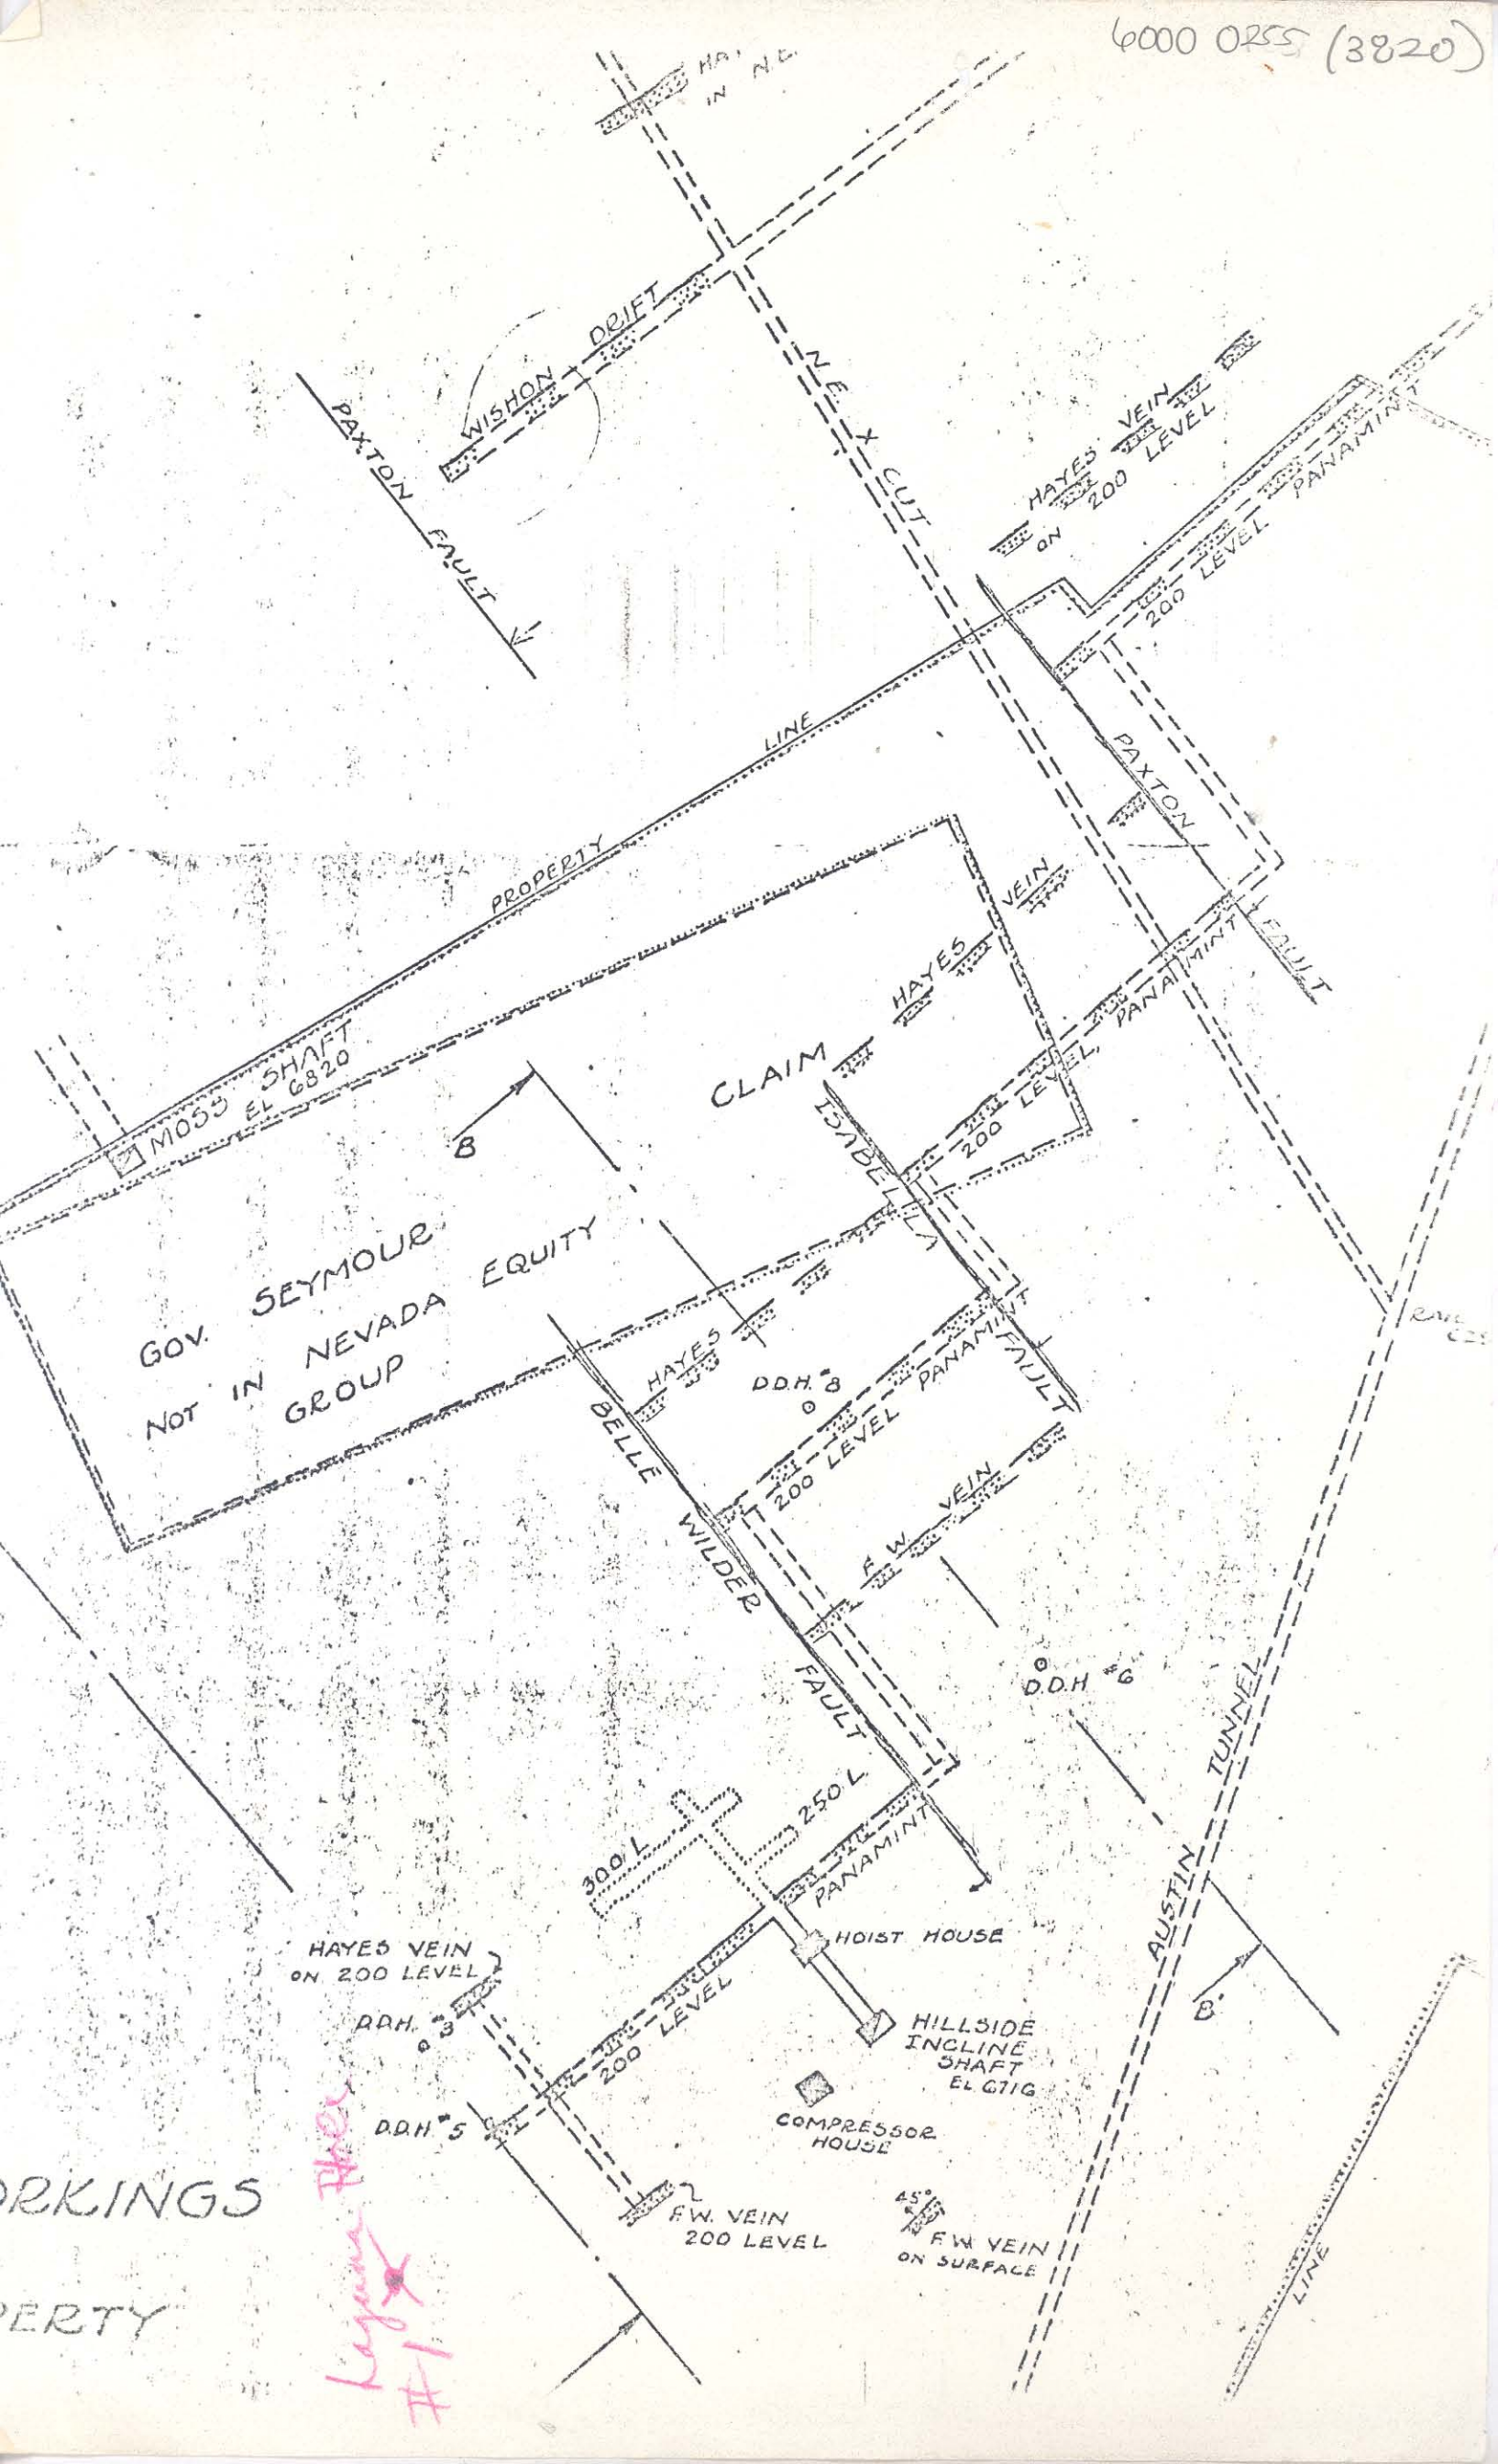 6000 0255 (3820)
HA.
IN N.E.
WISHON DRIFT
PAXTON FAULT
N.E. X CUT
HAYES VEIN
ON 200 LEVEL
200 LEVEL PANAMINT
PROPERTY LINE
PAXTON FAULT
HAYES VEIN
200 LEVEL, PANAMINT
MOSS SHAFT
EL 6820
B
CLAIM
ISABELLA FAULT
GOV. SEYMOUR
NOT IN NEVADA EQUITY
GROUP
HAYES
D.D.H. #8
200 LEVEL PANAMINT
BELLE WILDER FAULT
F.W. VEIN
D.D.H #6
AUSTIN TUNNEL
250 L
300 L
PANAMINT
HOIST HOUSE
HAYES VEIN
ON 200 LEVEL
D.D.H. #3
200 LEVEL
HILLSIDE
INCLINE
SHAFT
EL 6716
B'
D.D.H #5
COMPRESSOR
HOUSE
F.W. VEIN
200 LEVEL
45°
F.W. VEIN
ON SURFACE
LINE
ORKINGS
PERTY
#1